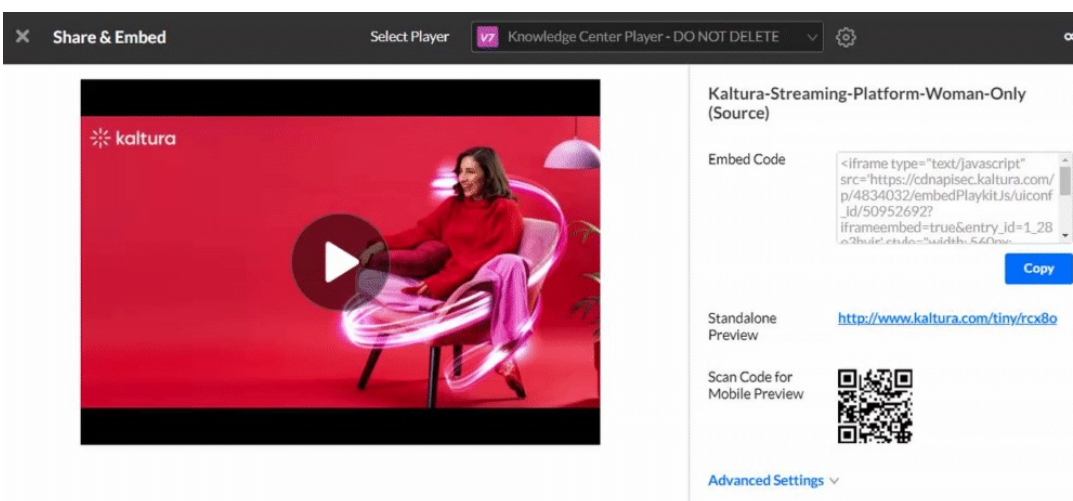 Share & Embed
Select Player
V7 Knowledge Center Player - DO NOT DELETE
kaltura
Kaltura-Streaming-Platform-Woman-Only
(Source)
Embed Code
<iframe type="text/javascript"
src='https://cdnapisec.kaltura.com/
p/4834032/embedPlaykitJs/uiconf
_id/50952692?
iframeembed=true&entry_id=1_28
Copy
Standalone
Preview
http://www.kaltura.com/tiny/rcx8o
Scan Code for
Mobile Preview
Advanced Settings